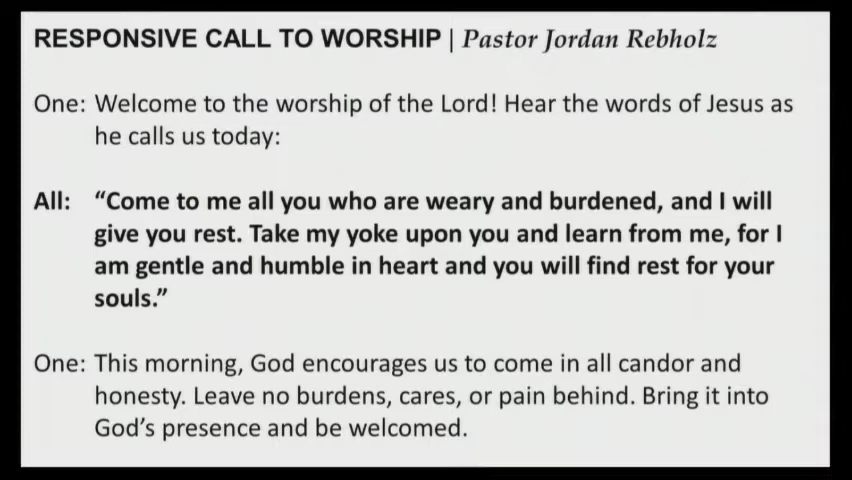 RESPONSIVE CALL TO WORSHIP | Pastor Jordan Rebholz
One: Welcome to the worship of the Lord! Hear the words of Jesus as
he calls us today:
All: “Come to me all you who are weary and burdened, and I will
give you rest. Take my yoke upon you and learn from me, for I
am gentle and humble in heart and you will find rest for your
souls.”
One: This morning, God encourages us to come in all candor and
honesty. Leave no burdens, cares, or pain behind. Bring it into
God’s presence and be welcomed.